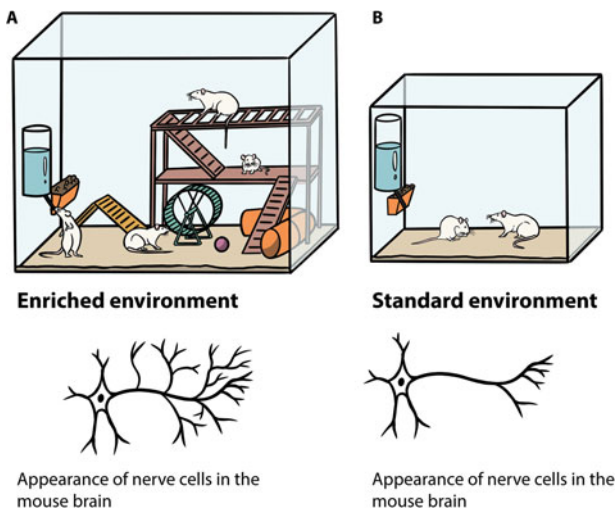 A
B
Enriched environment
Standard environment
Appearance of nerve cells in the
mouse brain
Appearance of nerve cells in the
mouse brain